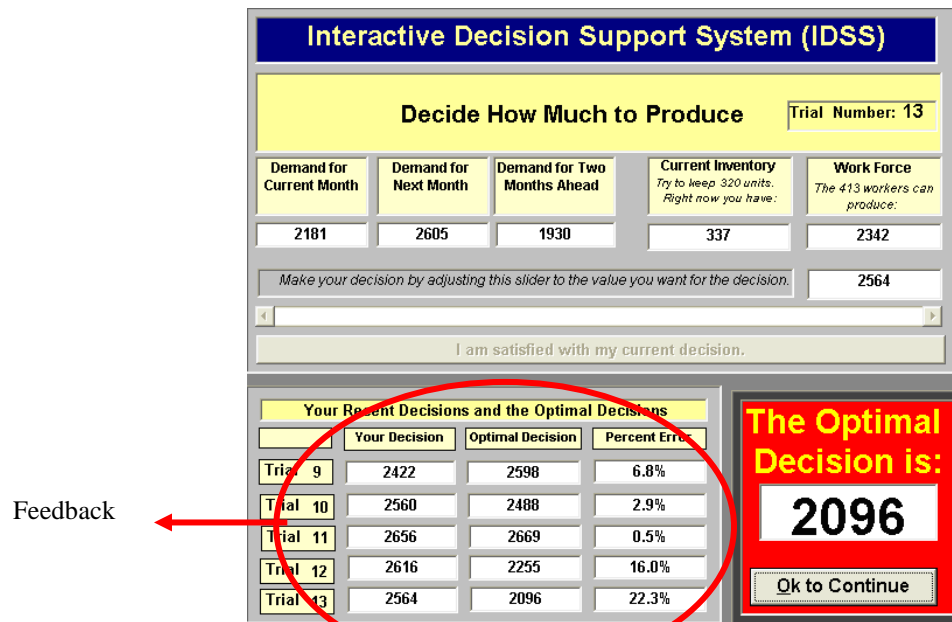 Interactive Decision Support System (IDSS)
Decide How Much to Produce
Trial Number: 13
Demand for
Current Month
Demand for
Next Month
Demand for Two
Months Ahead
Current Inventory
Try to keep 320 units.
Right now you have:
Work Force
The 413 workers can
produce:
2181
2605
1930
337
2342
Make your decision by adjusting this slider to the value you want for the decision.
2564
I am satisfied with my current decision.
Your Recent Decisions and the Optimal Decisions
Your Decision
Optimal Decision
Percent Error
Trial 9
2422
2598
6.8%
Trial 10
2560
2488
2.9%
Trial 11
2656
2669
0.5%
Trial 12
2616
2255
16.0%
Trial 13
2564
2096
22.3%
The Optimal
Decision is:
2096
Ok to Continue
Feedback